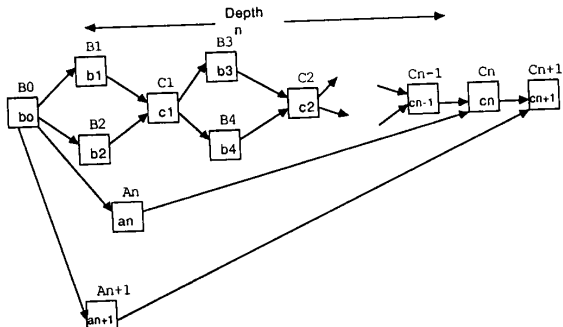 Depth
n
B0
bo
B1
b1
B2
b2
C1
c1
B3
b3
B4
b4
C2
c2
Cn-1
cn-1
Cn
cn
Cn+1
cn+1
An
an
An+1
an+1